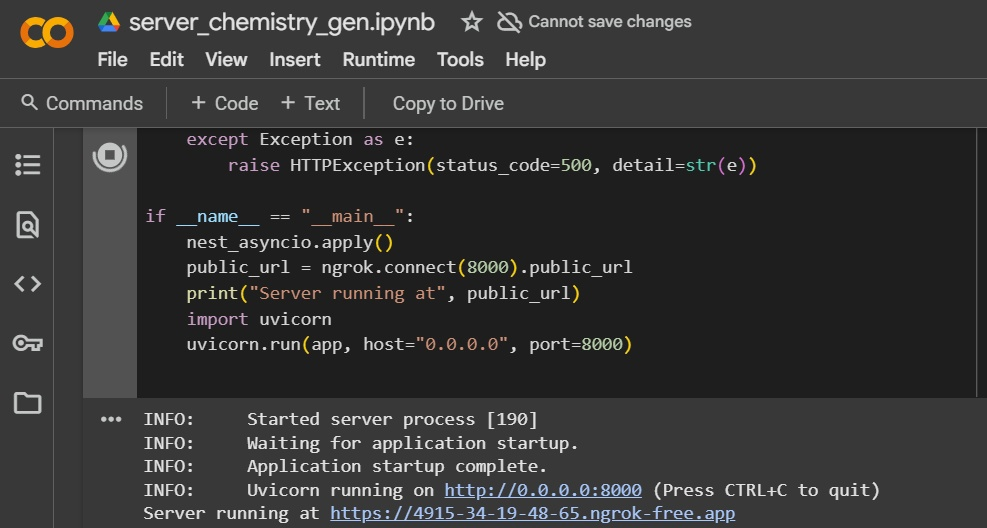 server_chemistry_gen.ipynb Cannot save changes
File Edit View Insert Runtime Tools Help
Commands + Code + Text Copy to Drive
except Exception as e:
raise HTTPException(status_code=500, detail=str(e))
if __name__ == "__main__":
nest_asyncio.apply()
public_url = ngrok.connect(8000).public_url
print("Server running at", public_url)
import uvicorn
uvicorn.run(app, host="0.0.0.0", port=8000)
INFO: Started server process [190]
INFO: Waiting for application startup.
INFO: Application startup complete.
INFO: Uvicorn running on http://0.0.0.0:8000 (Press CTRL+C to quit)
Server running at https://4915-34-19-48-65.ngrok-free.app